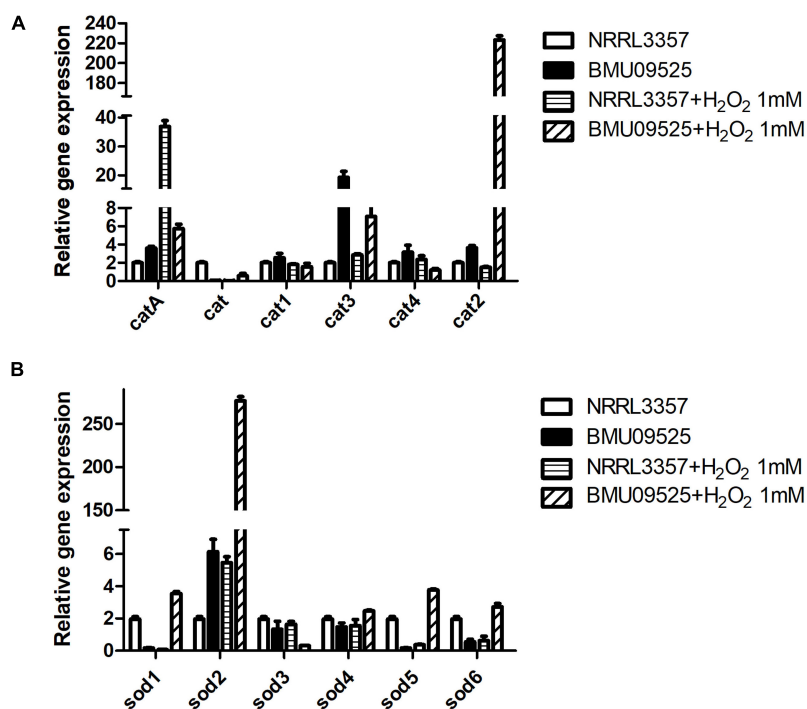 A
Relative gene expression
240
220
200
180
40
30
20
8
6
4
2
0
catA
cat
cat1
cat3
cat4
cat2
NRRL3357
BMU09525
NRRL3357+H₂O₂ 1mM
BMU09525+H₂O₂ 1mM
B
Relative gene expression
250
200
150
6
4
2
0
sod1
sod2
sod3
sod4
sod5
sod6
NRRL3357
BMU09525
NRRL3357+H₂O₂ 1mM
BMU09525+H₂O₂ 1mM